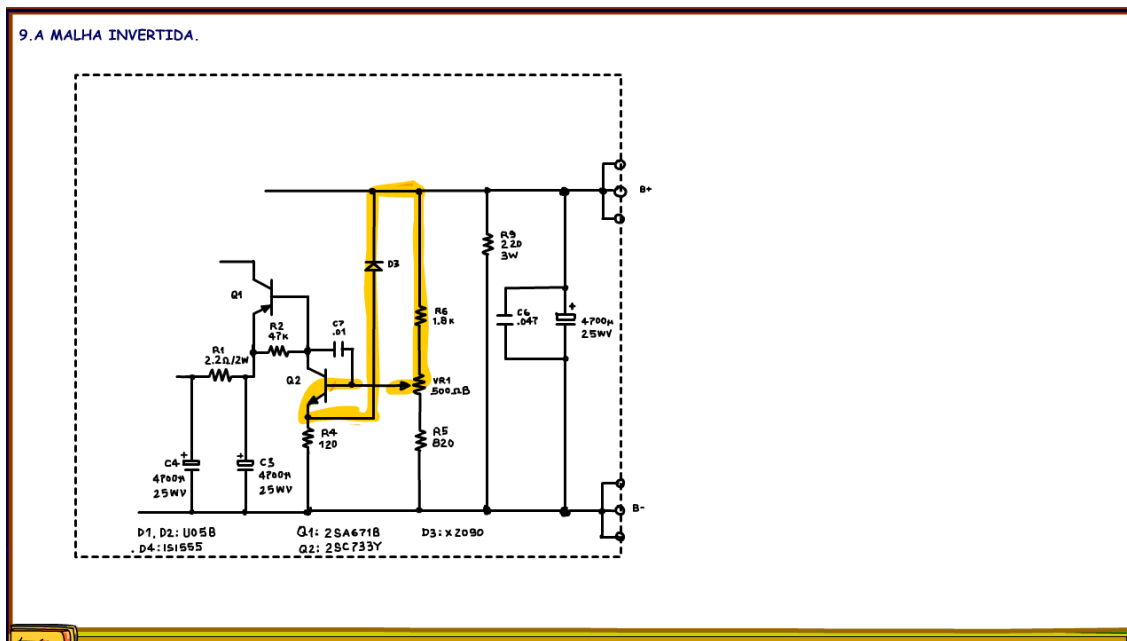 9.A MALHA INVERTIDA.
B+
R9
220
3W
D3
Q1
R6
1.8K
C7
.01
C6
.047
+
4700µ
25WV
R2
47K
R1
2.2Ω/2W
Q2
VR1
500ΩB
R4
120
R5
820
+
C4
4700µ
25WV
+
C3
4700µ
25WV
B-
D1, D2: U05B
Q1: 2SA671B
D3: XZ090
. D4: ISI555
Q2: 2SC733Y